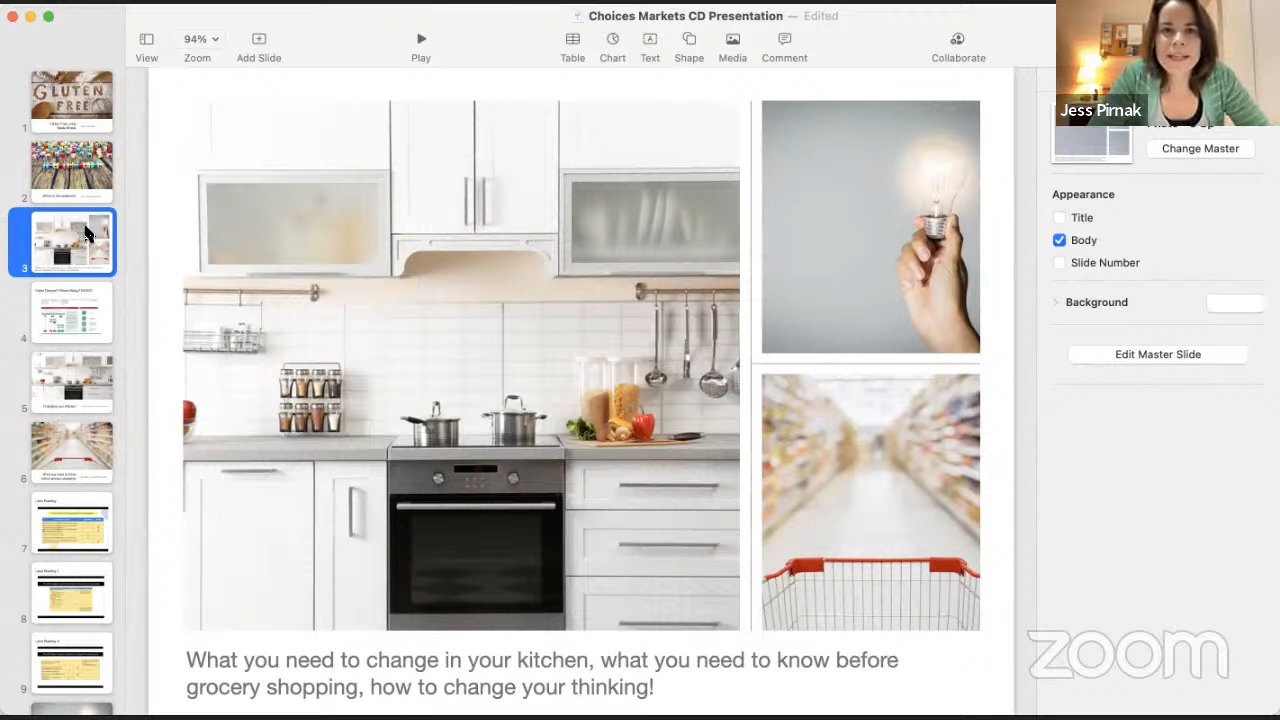 Choices Markets CD Presentation — Edited
View
94%
Zoom
Add Slide
Play
Table
Chart
Text
Shape
Media
Comment
Collaborate
Jess Pirnak
Change Master
Appearance
Title
Body
Slide Number
Background
Edit Master Slide
GLUTEN
FREE
1
2
3
4
5
6
7
8
9
What you need to change in your kitchen, what you need to know before
grocery shopping, how to change your thinking!
zoom